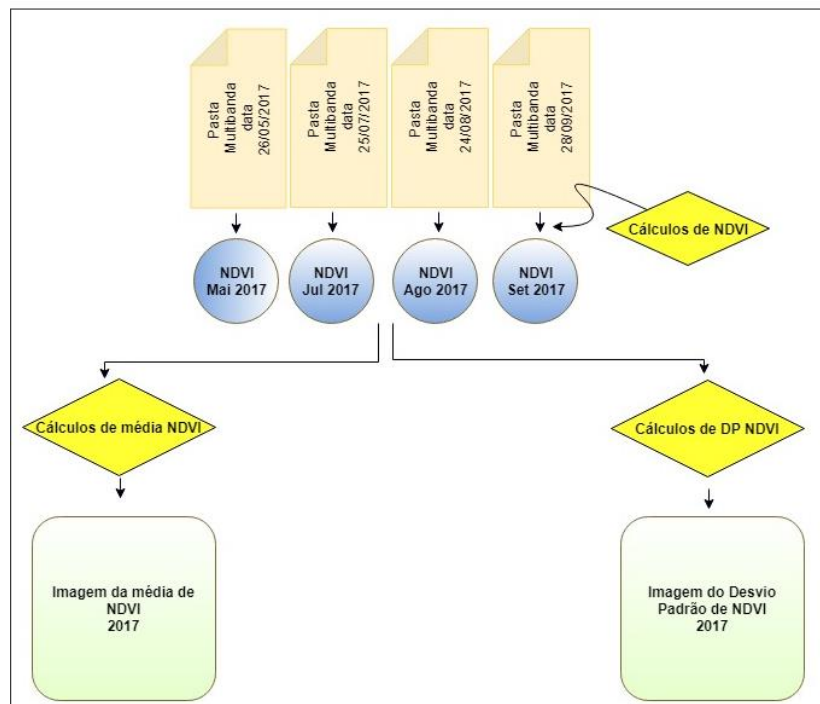 Pasta
Multibanda
data
26/05/2017
Pasta
Multibanda
data
25/07/2017
Pasta
Multibanda
data
24/08/2017
Pasta
Multibanda
data
28/09/2017
Cálculos de NDVI
NDVI
Mai 2017
NDVI
Jul 2017
NDVI
Ago 2017
NDVI
Set 2017
Cálculos de média NDVI
Cálculos de DP NDVI
Imagem da média de
NDVI
2017
Imagem do Desvio
Padrão de NDVI
2017